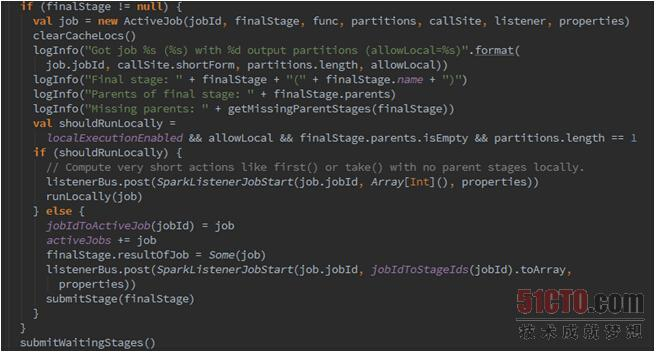 if (finalStage != null) {
  val job = new ActiveJob(jobId, finalStage, func, partitions, callSite, listener, properties)
  clearCacheLocs()
  logInfo("Got job %s (%s) with %d output partitions (allowLocal=%s)".format(
    job.jobId, callSite.shortForm, partitions.length, allowLocal))
  logInfo("Final stage: " + finalStage + "(" + finalStage.name + ")")
  logInfo("Parents of final stage: " + finalStage.parents)
  logInfo("Missing parents: " + getMissingParentStages(finalStage))
  val shouldRunLocally =
    localExecutionEnabled && allowLocal && finalStage.parents.isEmpty && partitions.length == 1
  if (shouldRunLocally) {
    // Compute very short actions like first() or take() with no parent stages locally.
    listenerBus.post(SparkListenerJobStart(job.jobId, Array[Int](), properties))
    runLocally(job)
  } else {
    jobIdToActiveJob(jobId) = job
    activeJobs += job
    finalStage.resultOfJob = Some(job)
    listenerBus.post(SparkListenerJobStart(job.jobId, jobIdToStageIds(jobId).toArray,
      properties))
    submitStage(finalStage)
  }
}
submitWaitingStages()
51CTO.com
技术成就梦想